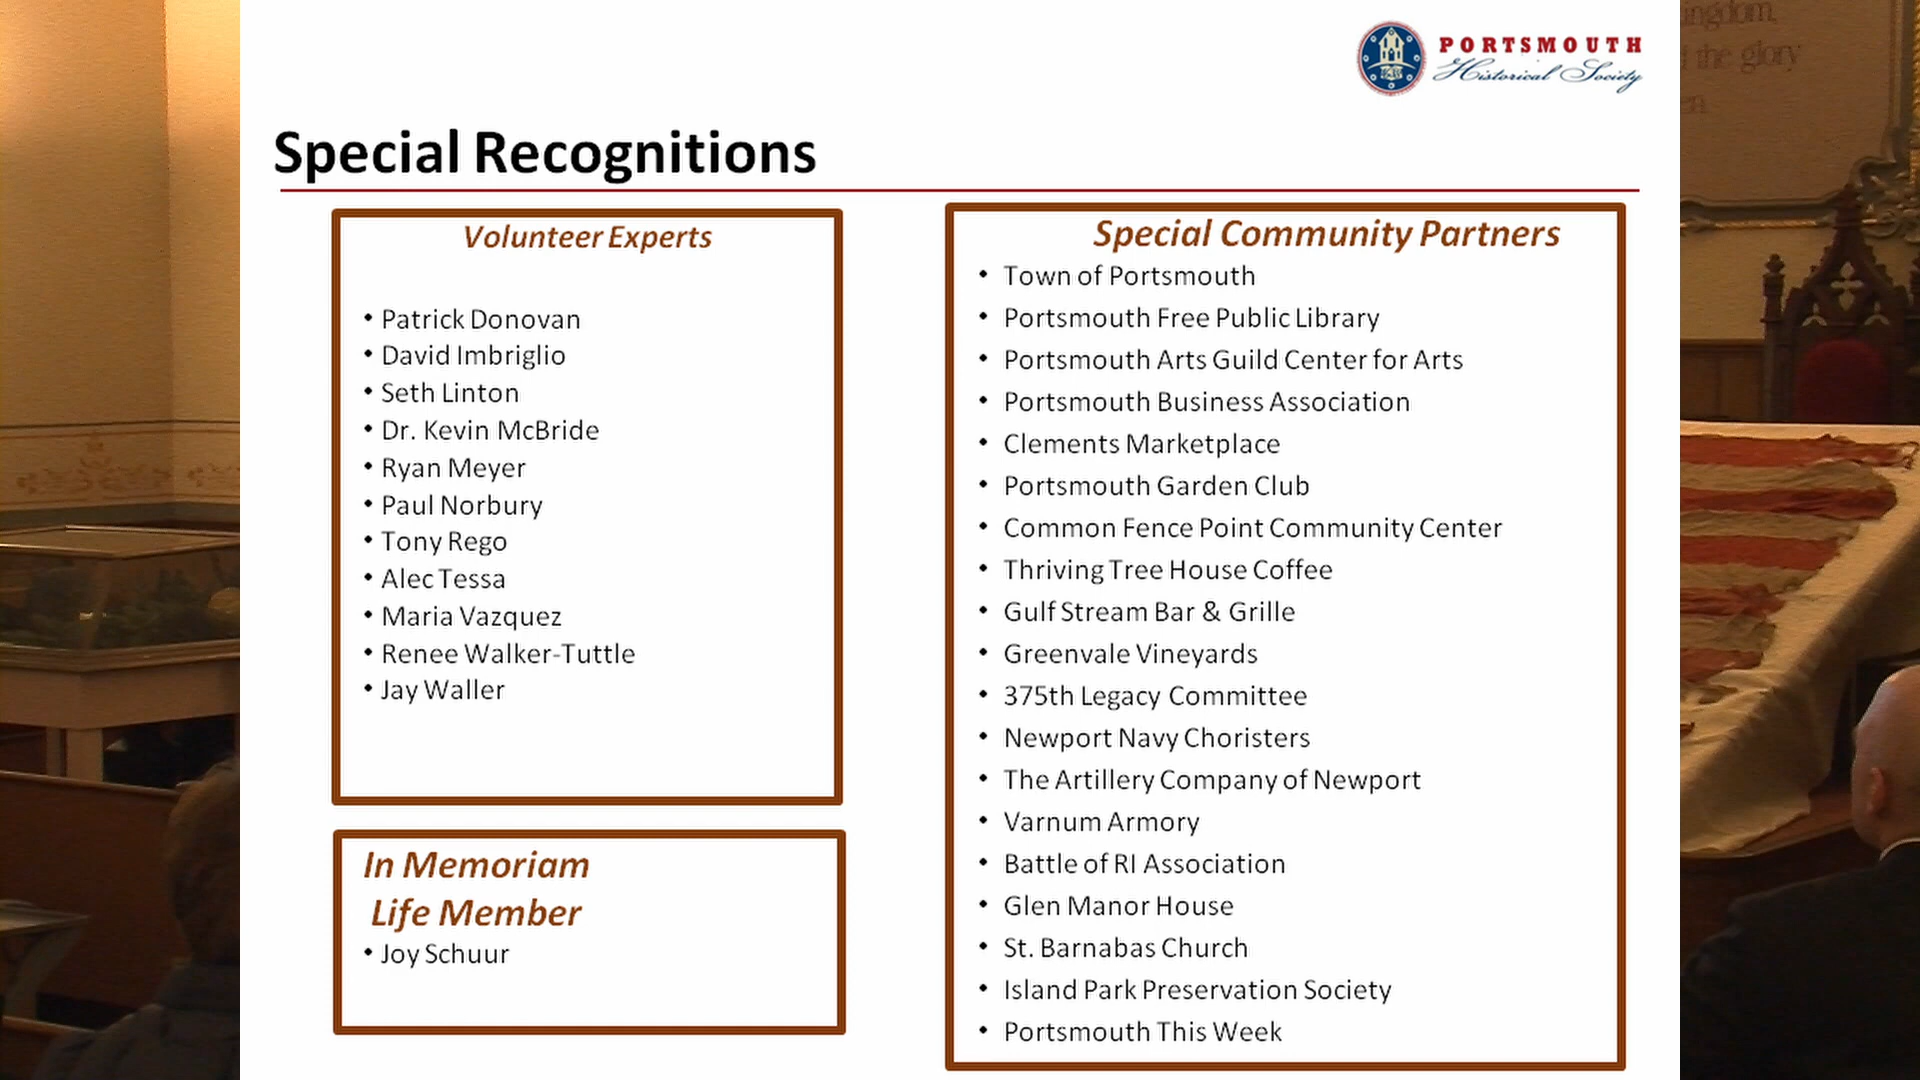 PORTSMOUTH
Historical Society
Special Recognitions
Volunteer Experts
• Patrick Donovan
• David Imbriglio
• Seth Linton
• Dr. Kevin McBride
• Ryan Meyer
• Paul Norbury
• Tony Rego
• Alec Tessa
• Maria Vazquez
• Renee Walker-Tuttle
• Jay Waller
In Memoriam
Life Member
• Joy Schuur
Special Community Partners
• Town of Portsmouth
• Portsmouth Free Public Library
• Portsmouth Arts Guild Center for Arts
• Portsmouth Business Association
• Clements Marketplace
• Portsmouth Garden Club
• Common Fence Point Community Center
• Thriving Tree House Coffee
• Gulf Stream Bar & Grille
• Greenvale Vineyards
• 375th Legacy Committee
• Newport Navy Choristers
• The Artillery Company of Newport
• Varnum Armory
• Battle of RI Association
• Glen Manor House
• St. Barnabas Church
• Island Park Preservation Society
• Portsmouth This Week
the glory